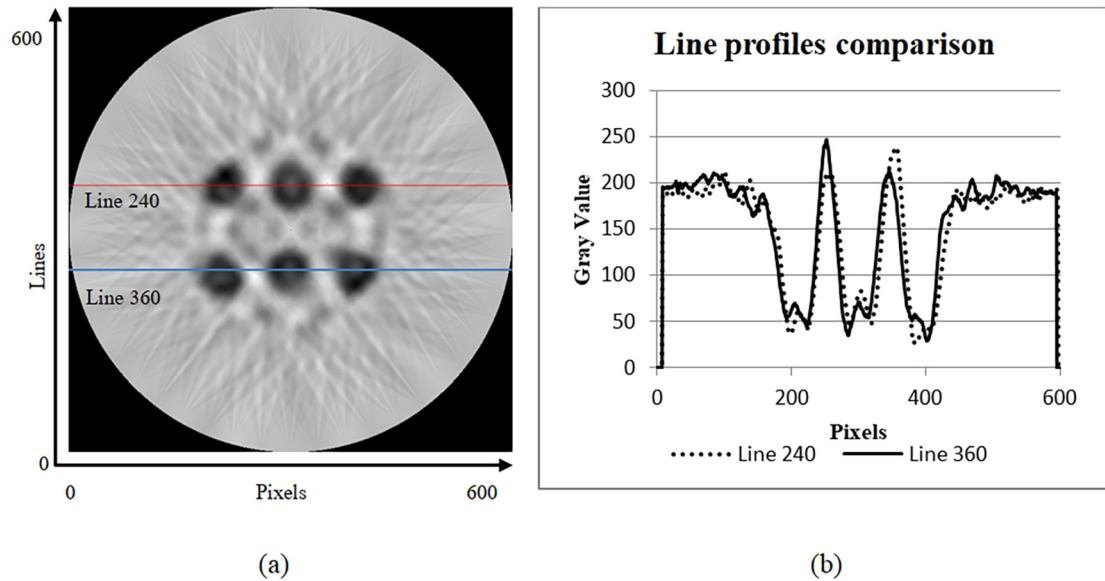 600
Lines
Line 240
Line 360
0
0
Pixels
600
(a)
Line profiles comparison
300
250
200
150
100
50
0
Gray Value
0
200
400
600
Pixels
Line 240
Line 360
(b)